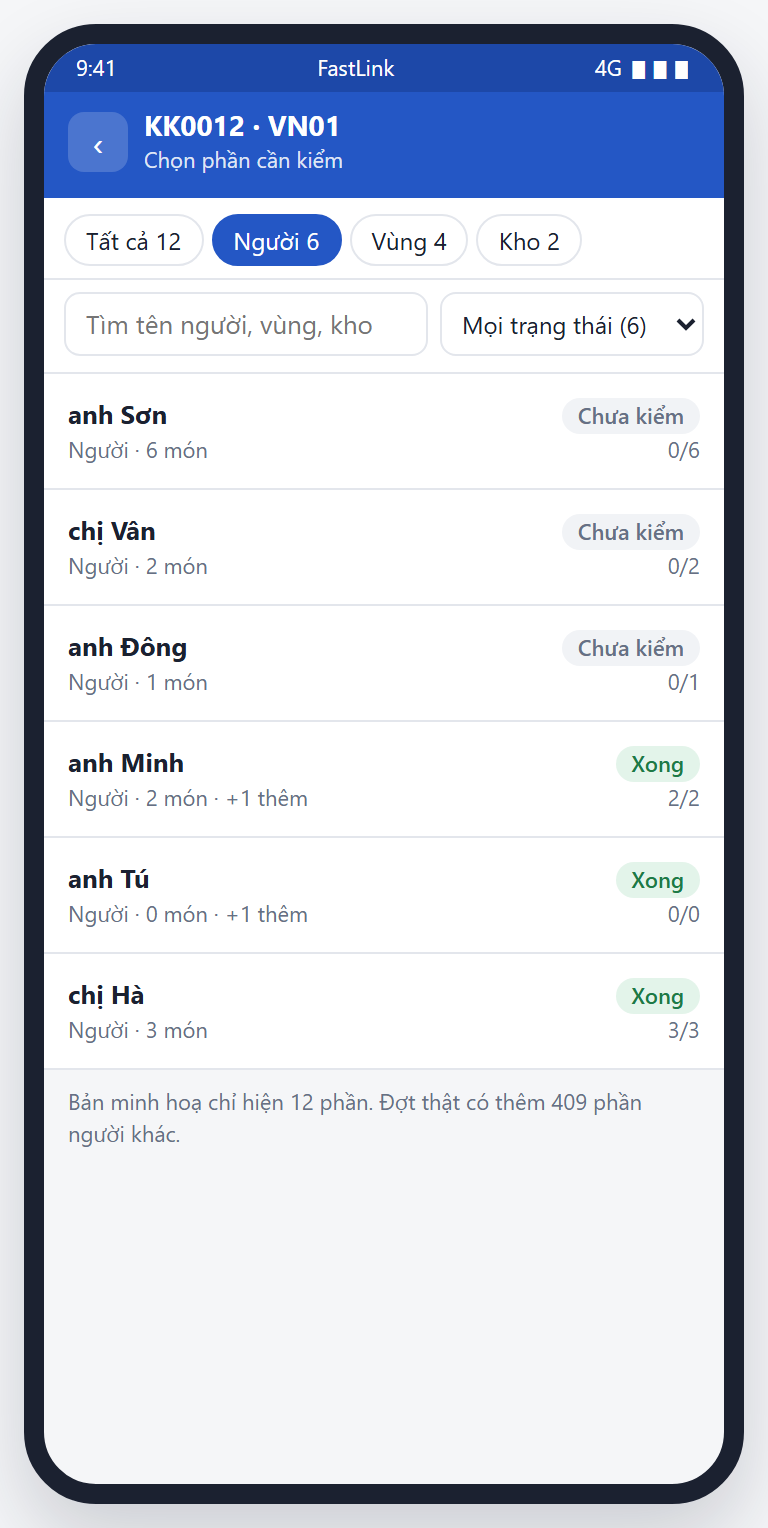 9:41 FastLink 4G
‹ KK0012 · VN01
Chọn phần cần kiểm
Tất cả 12 Người 6 Vùng 4 Kho 2
Tìm tên người, vùng, kho Mọi trạng thái (6)
anh Sơn Chưa kiểm
Người · 6 món 0/6
chị Vân Chưa kiểm
Người · 2 món 0/2
anh Đông Chưa kiểm
Người · 1 món 0/1
anh Minh Xong
Người · 2 món · +1 thêm 2/2
anh Tú Xong
Người · 0 món · +1 thêm 0/0
chị Hà Xong
Người · 3 món 3/3
Bản minh hoạ chỉ hiện 12 phần. Đợt thật có thêm 409 phần
người khác.